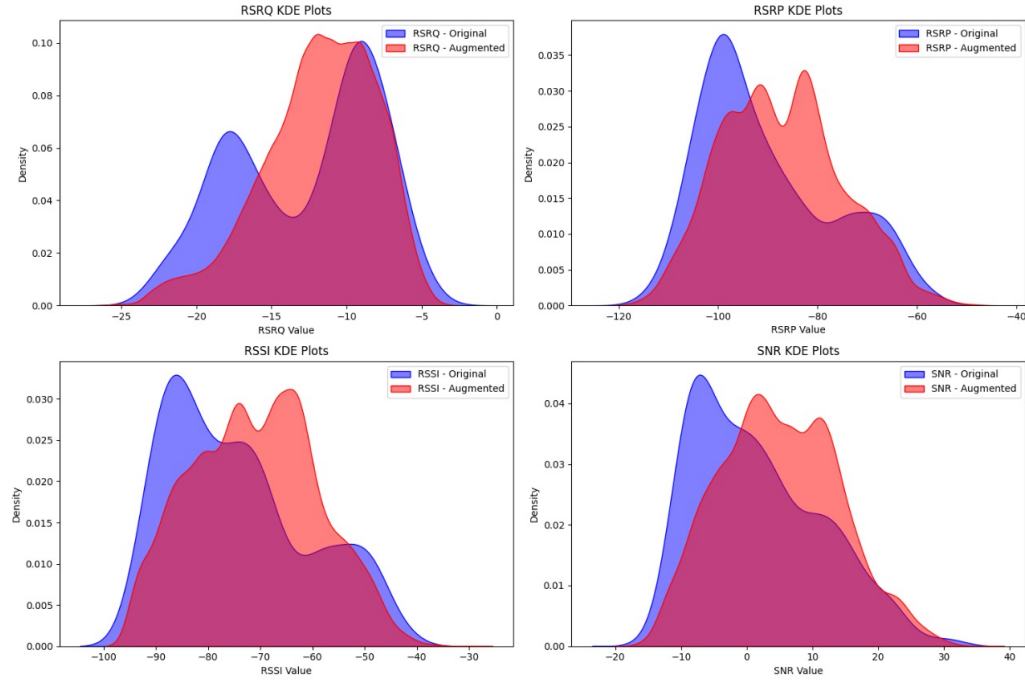 RSRQ KDE Plots
RSRQ - Original
RSRQ - Augmented
0.10
0.08
0.06
0.04
0.02
0.00
Density
−25 −20 −15 −10 −5 0
RSRQ Value
RSRP KDE Plots
RSRP - Original
RSRP - Augmented
0.035
0.030
0.025
0.020
0.015
0.010
0.005
0.000
Density
−120 −100 −80 −60 −40
RSRP Value
RSSI KDE Plots
RSSI - Original
RSSI - Augmented
0.030
0.025
0.020
0.015
0.010
0.005
0.000
Density
−100 −90 −80 −70 −60 −50 −40 −30
RSSI Value
SNR KDE Plots
SNR - Original
SNR - Augmented
0.04
0.03
0.02
0.01
0.00
Density
−20 −10 0 10 20 30 40
SNR Value